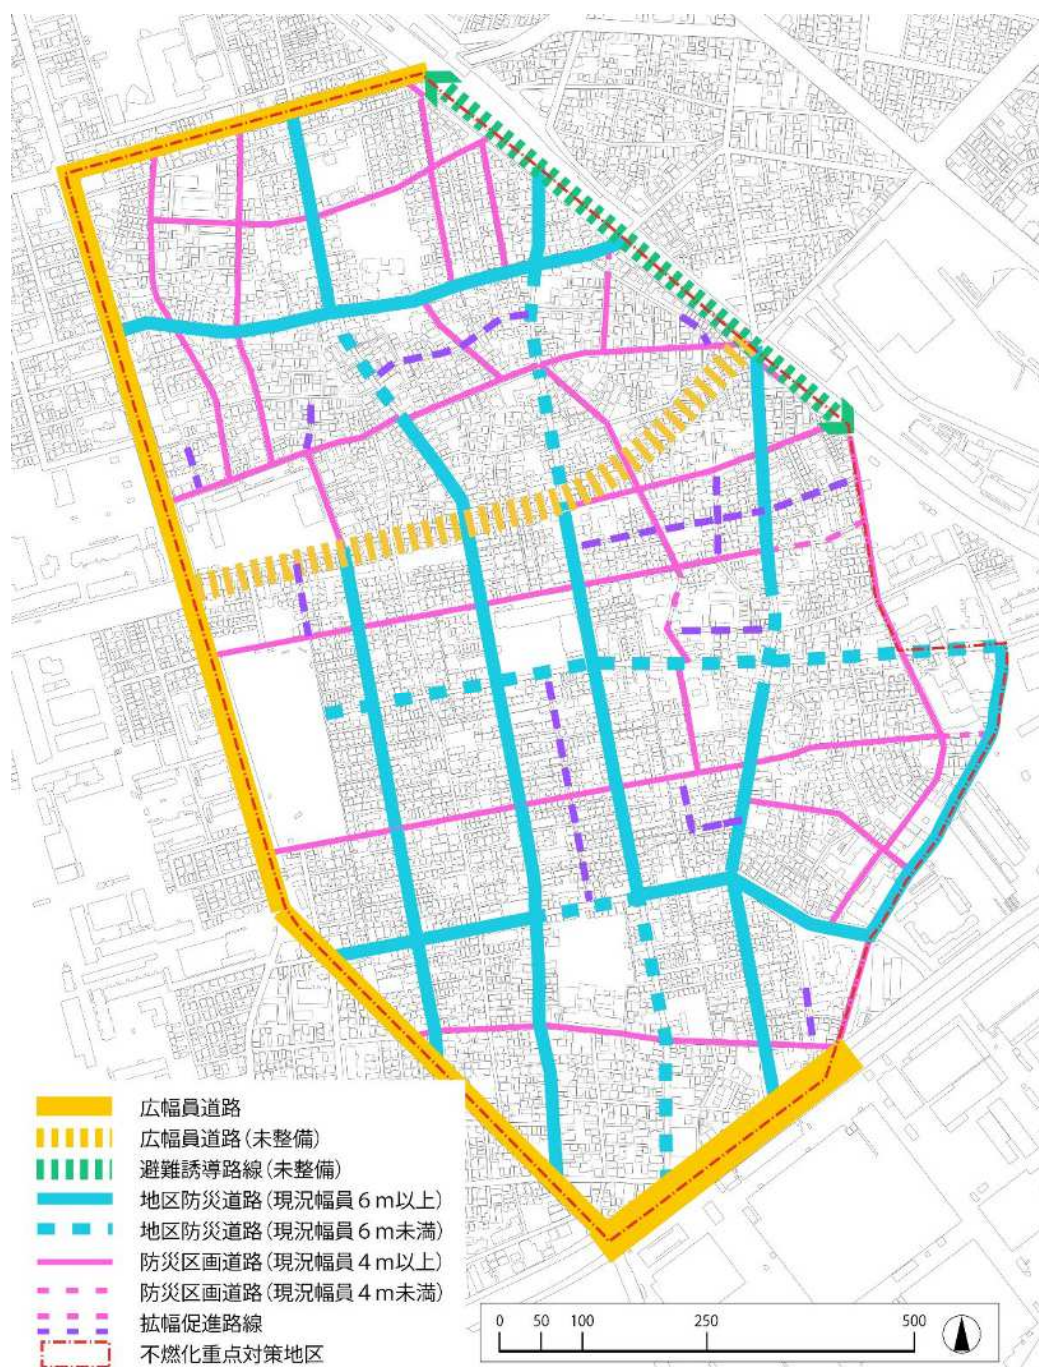 広幅員道路
広幅員道路(未整備)
避難誘導路線(未整備)
地区防災道路(現況幅員6m以上)
地区防災道路(現況幅員6m未満)
防災区画道路(現況幅員4m以上)
防災区画道路(現況幅員4m未満)
拡幅促進路線
不燃化重点対策地区
0 50 100 250 500